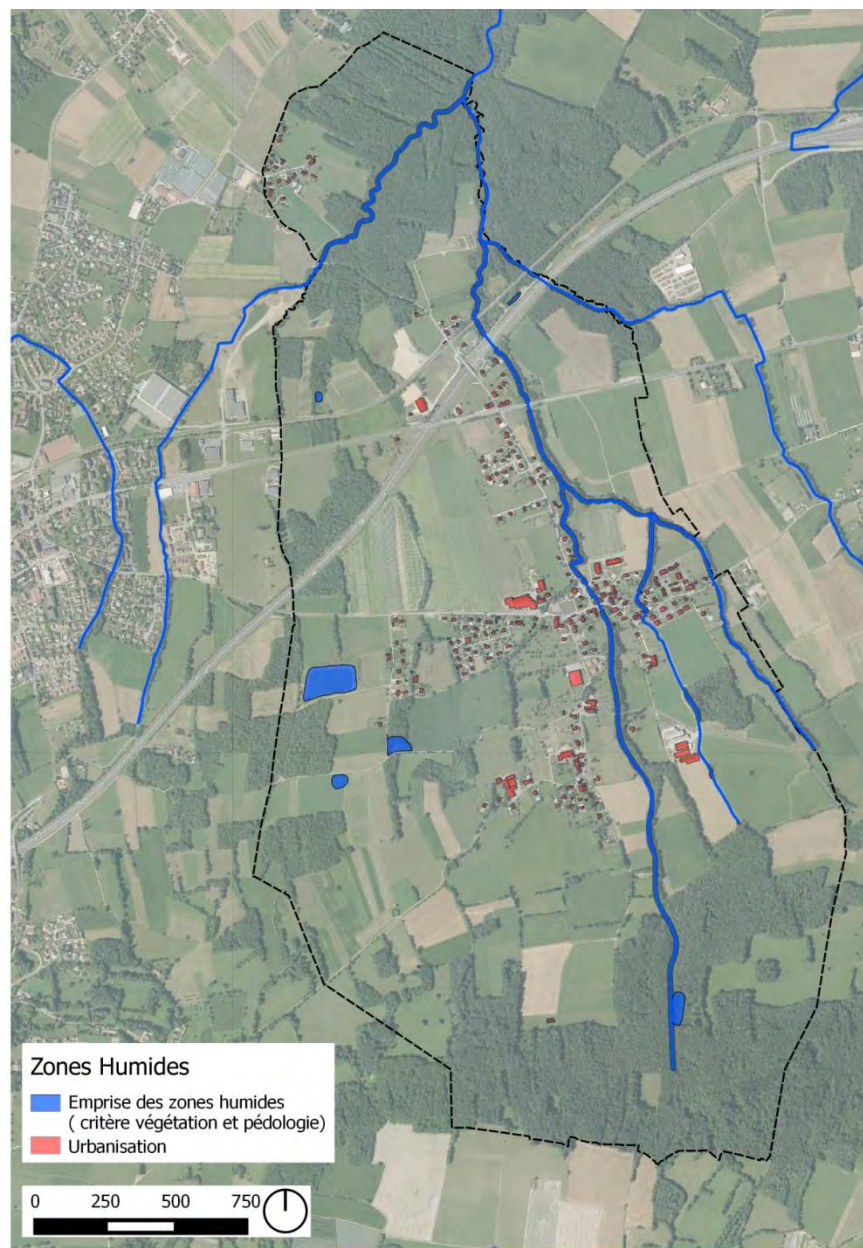 Zones Humides
Emprise des zones humides
( critère végétation et pédologie)
Urbanisation
0 250 500 750